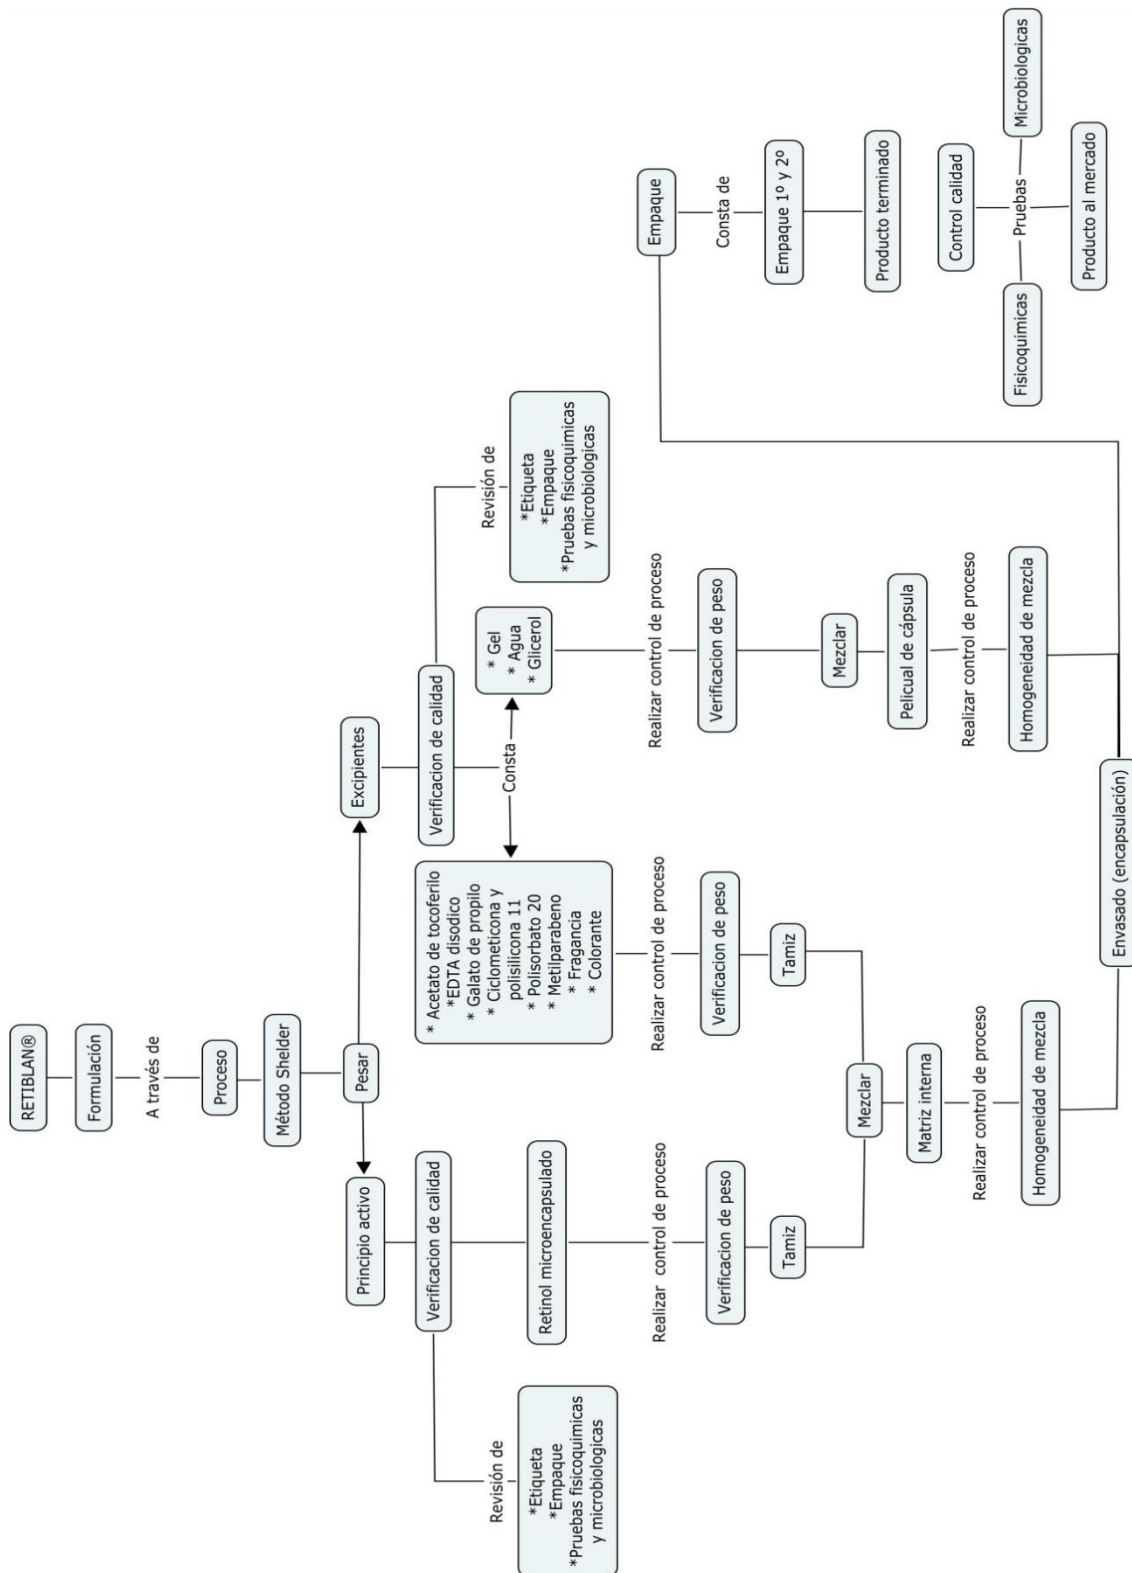 RETIBLAN®
Formulación
A través de
Proceso
Método Shelder
Pesar
Principio activo
Verificacion de calidad
Revisión de
*Etiqueta
*Empaque
*Pruebas fisicoquimicas
y microbiologicas
Retinol microencapsulado
Realizar control de proceso
Verificacion de peso
Tamiz
Excipientes
Verificacion de calidad
Revisión de
*Etiqueta
*Empaque
*Pruebas fisicoquimicas
y microbiologicas
Consta
* Acetato de tocoferilo
*EDTA disodico
* Galato de propilo
* Ciclometicona y
polisilicona 11
* Polisorbato 20
* Metilparabeno
* Fragancia
* Colorante
Realizar control de proceso
Verificacion de peso
Tamiz
Mezclar
Matriz interna
Realizar control de proceso
Homogeneidad de mezcla
* Gel
* Agua
* Glicerol
Realizar control de proceso
Verificacion de peso
Mezclar
Pelicual de cápsula
Realizar control de proceso
Homogeneidad de mezcla
Envasado (encapsulación)
Empaque
Consta de
Empaque 1º y 2º
Producto terminado
Control calidad
Pruebas
Fisicoquimicas
Microbiologicas
Producto al mercado